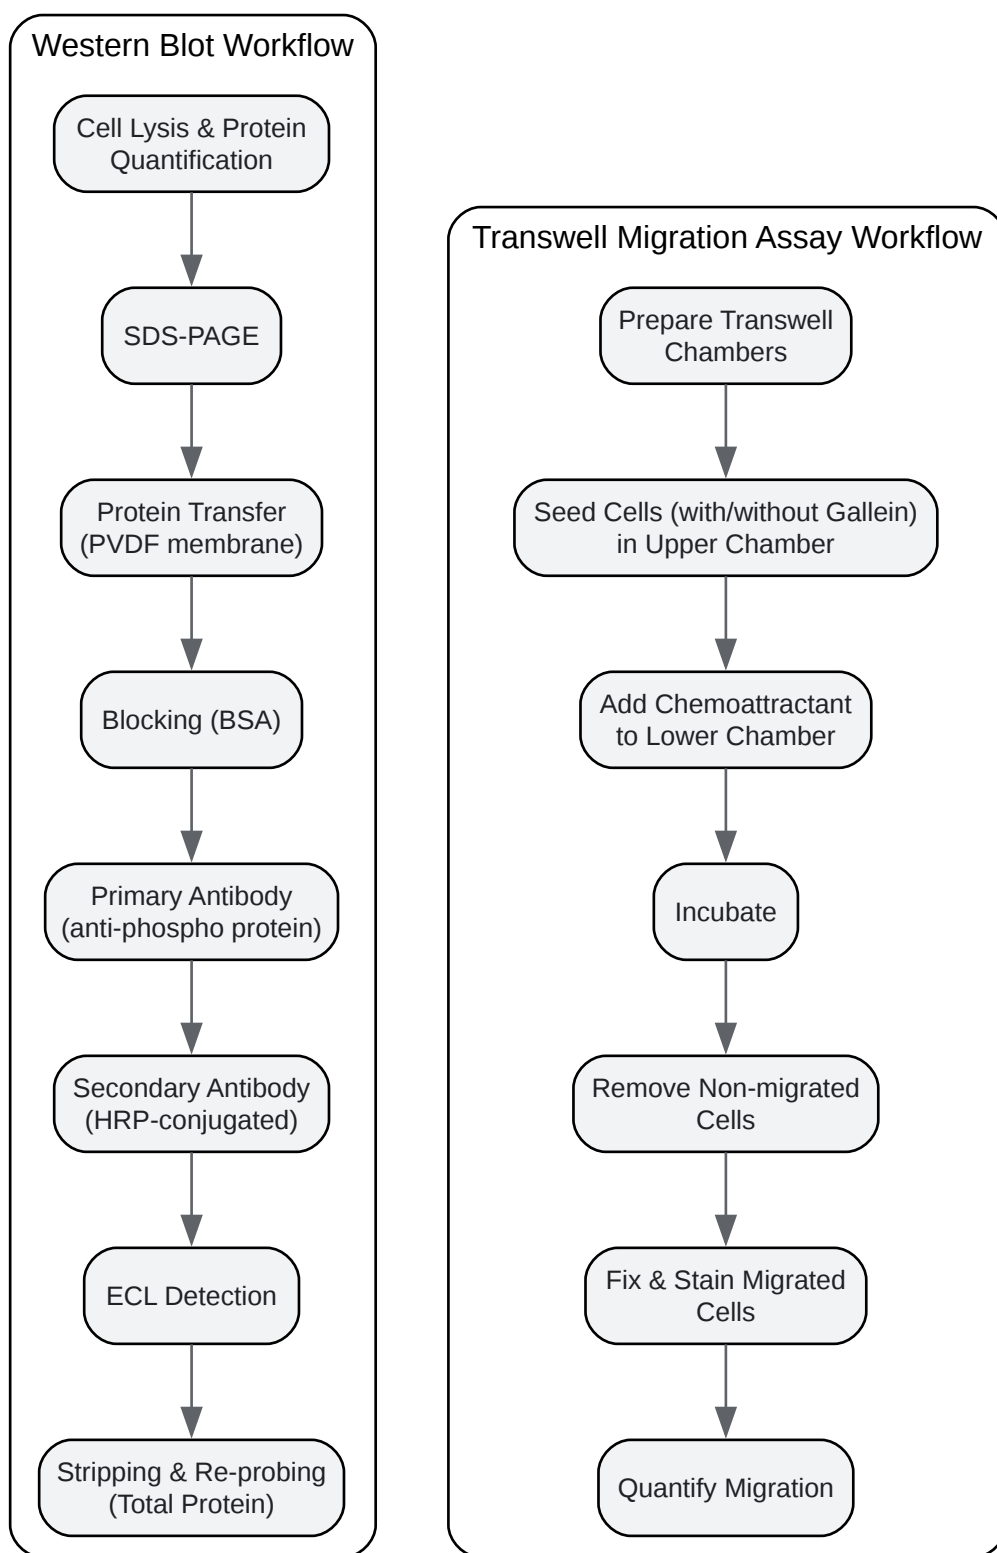 Western Blot Workflow
Cell Lysis & Protein
Quantification
SDS-PAGE
Protein Transfer
(PVDF membrane)
Blocking (BSA)
Primary Antibody
(anti-phospho protein)
Secondary Antibody
(HRP-conjugated)
ECL Detection
Stripping & Re-probing
(Total Protein)
Transwell Migration Assay Workflow
Prepare Transwell
Chambers
Seed Cells (with/without Gallein)
in Upper Chamber
Add Chemoattractant
to Lower Chamber
Incubate
Remove Non-migrated
Cells
Fix & Stain Migrated
Cells
Quantify Migration